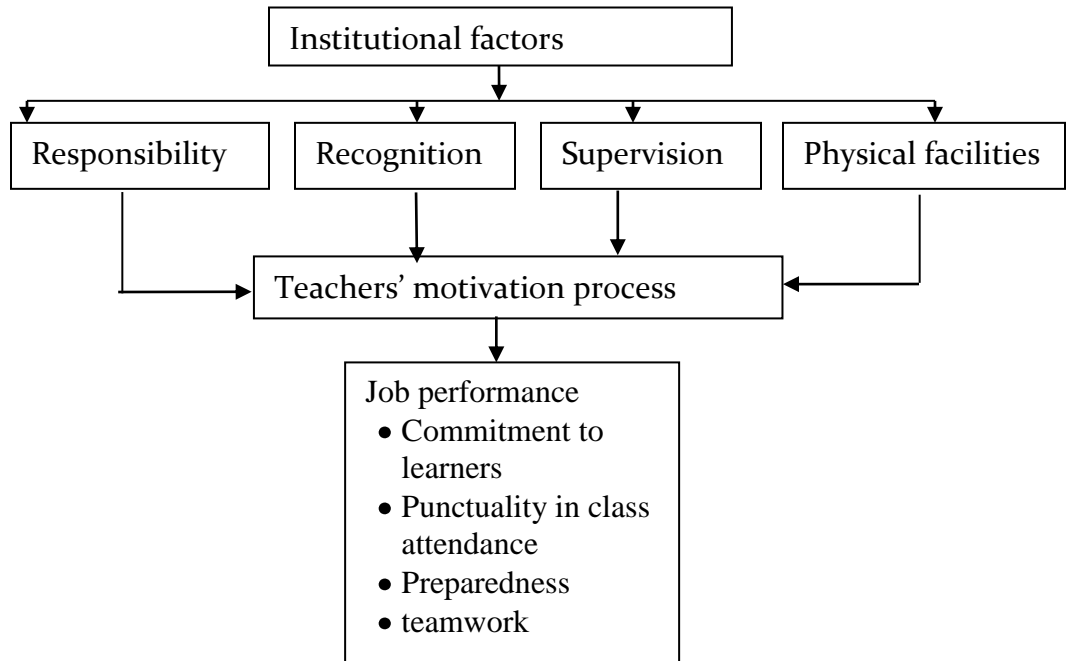 Institutional factors
Responsibility
Recognition
Supervision
Physical facilities
Teachers’ motivation process
Job performance
• Commitment to
learners
• Punctuality in class
attendance
• Preparedness
• teamwork